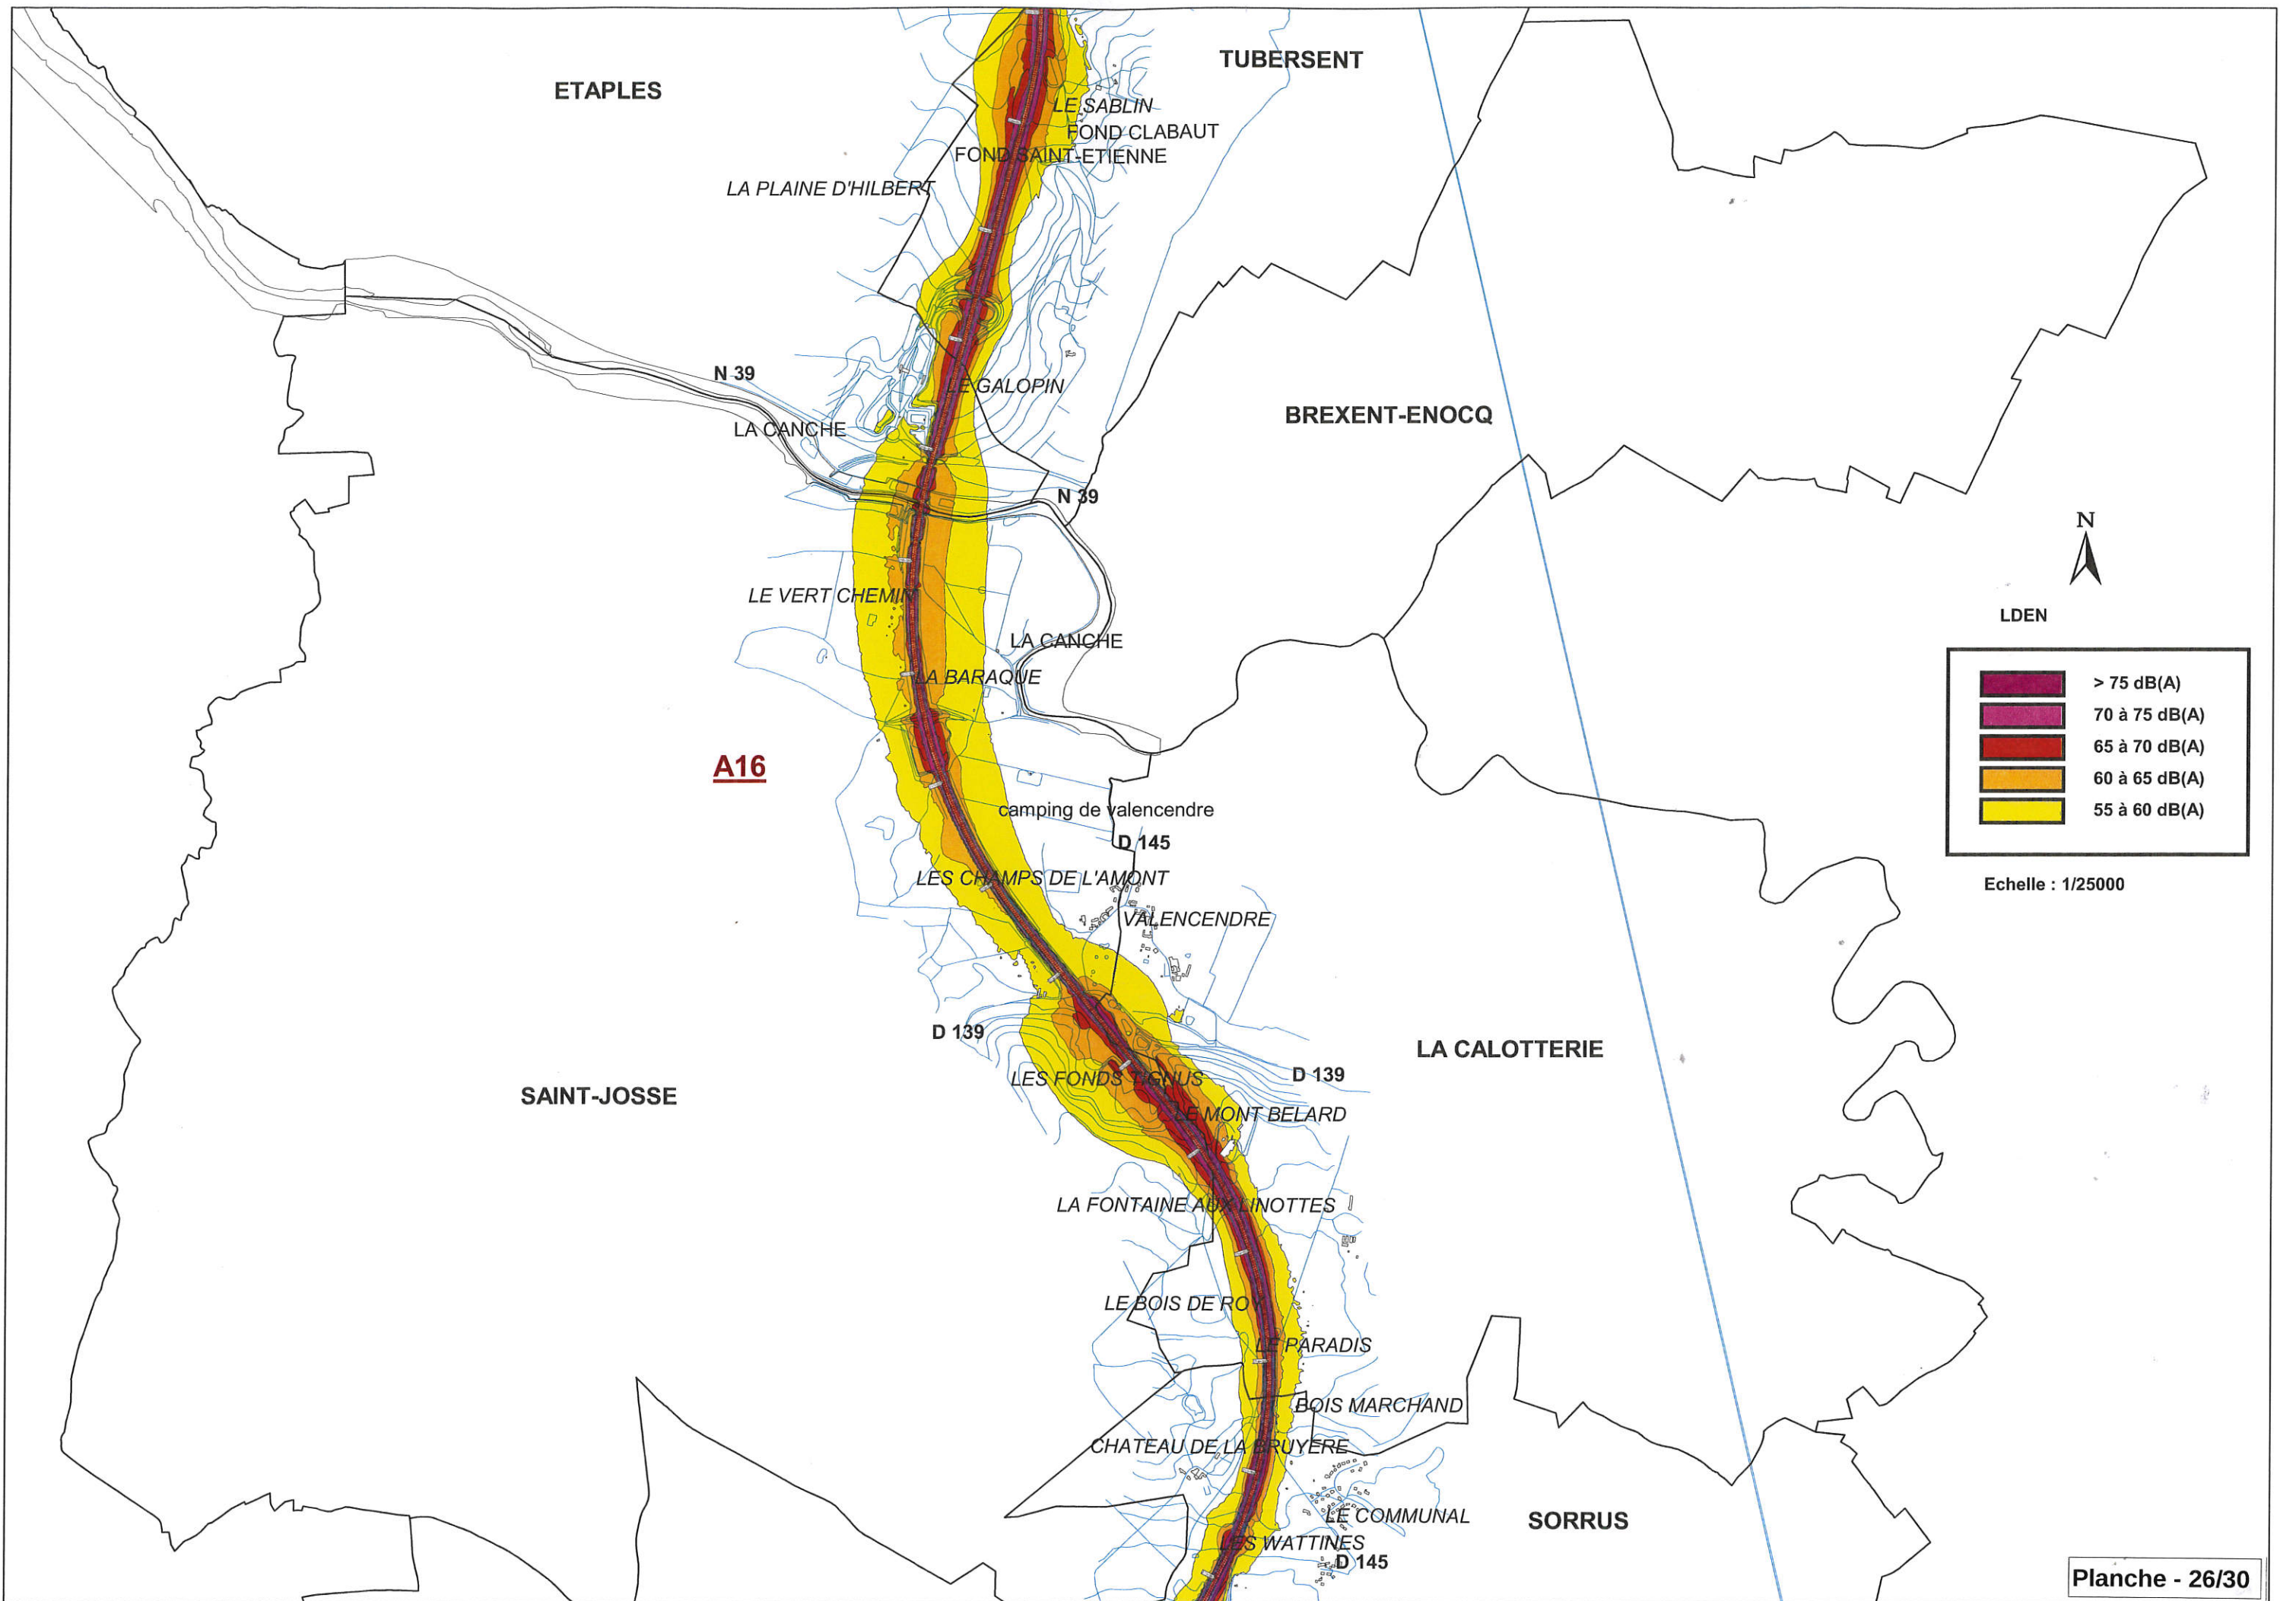 TUBERSENT
ETAPLES
LE SABLIN
FOND CLABAUT
FOND SAINT-ETIENNE
LA PLAINE D'HILBERT
N 39
LE GALOPIN
BREXENT-ENOCQ
LA CANCHE
N 39
N
LE VERT CHEMIN
LDEN
LA CANCHE
LA BARAQUE
> 75 dB(A)
70 à 75 dB(A)
65 à 70 dB(A)
60 à 65 dB(A)
55 à 60 dB(A)
A16
camping de valencendre
D 145
LES CHAMPS DE L'AMONT
Echelle : 1/25000
VALENCENDRE
D 139
LA CALOTTERIE
D 139
LES FONDS TIGNUS
SAINT-JOSSE
LE MONT BELARD
LA FONTAINE AUX LINOTTES
LE BOIS DE ROY
LE PARADIS
BOIS MARCHAND
CHATEAU DE LA BRUYERE
LE COMMUNAL
SORRUS
LES WATTINES
D 145
Planche - 26/30